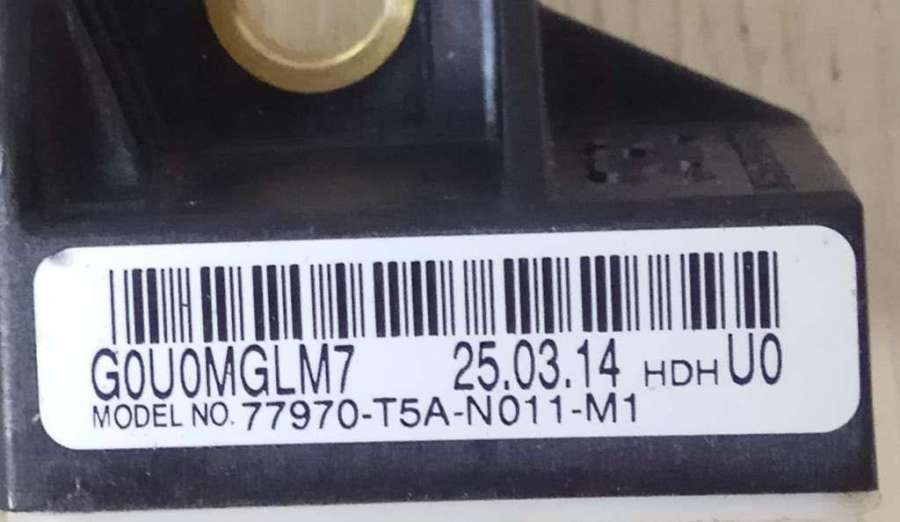 G0U0MGLM7 25.03.14 HDH U0
MODEL NO. 77970-T5A-N011-M1